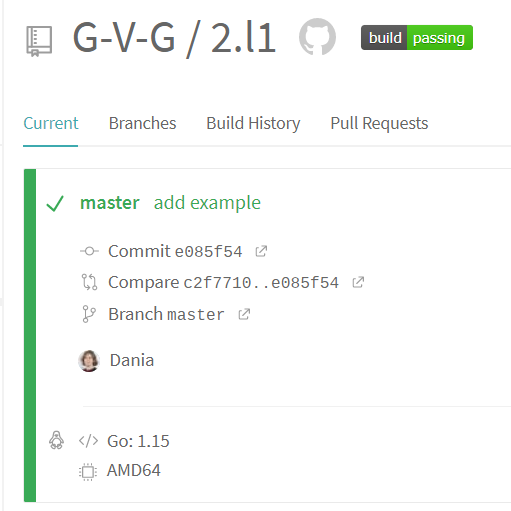 G-V-G / 2.l1 build passing
Current Branches Build History Pull Requests
master add example
Commit e085f54
Compare c2f7710..e085f54
Branch master
Dania
Go: 1.15
AMD64